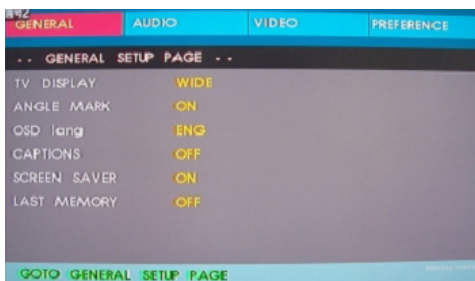 GENERAL AUDIO VIDEO PREFERENCE
-- GENERAL SETUP PAGE --
TV DISPLAY WIDE
ANGLE MARK ON
OSD lang ENG
CAPTIONS OFF
SCREEN SAVER ON
LAST MEMORY OFF
GOTO GENERAL SETUP PAGE